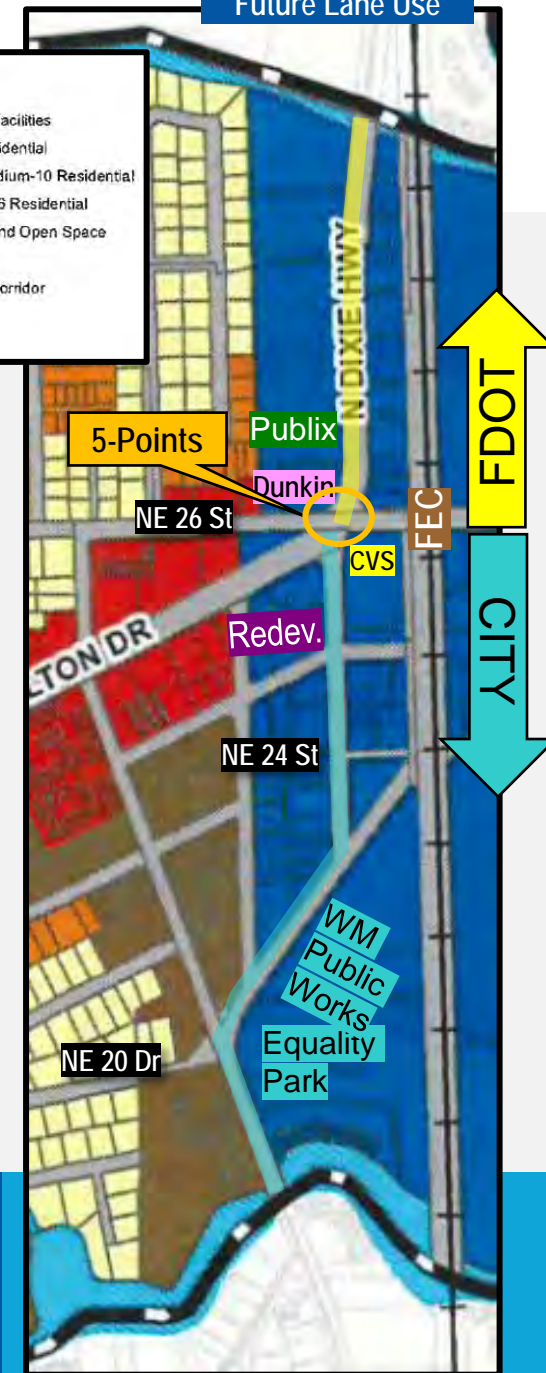 Future Lane Use
acilities
idential
dium-10 Residential
6 Residential
nd Open Space
orridor
N DIXIE HWY
FDOT
5-Points
Publix
Dunkin
NE 26 St
FEC
CVS
CITY
LTON DR
Redev.
NE 24 St
WM
Public
Works
Equality
Park
NE 20 Dr